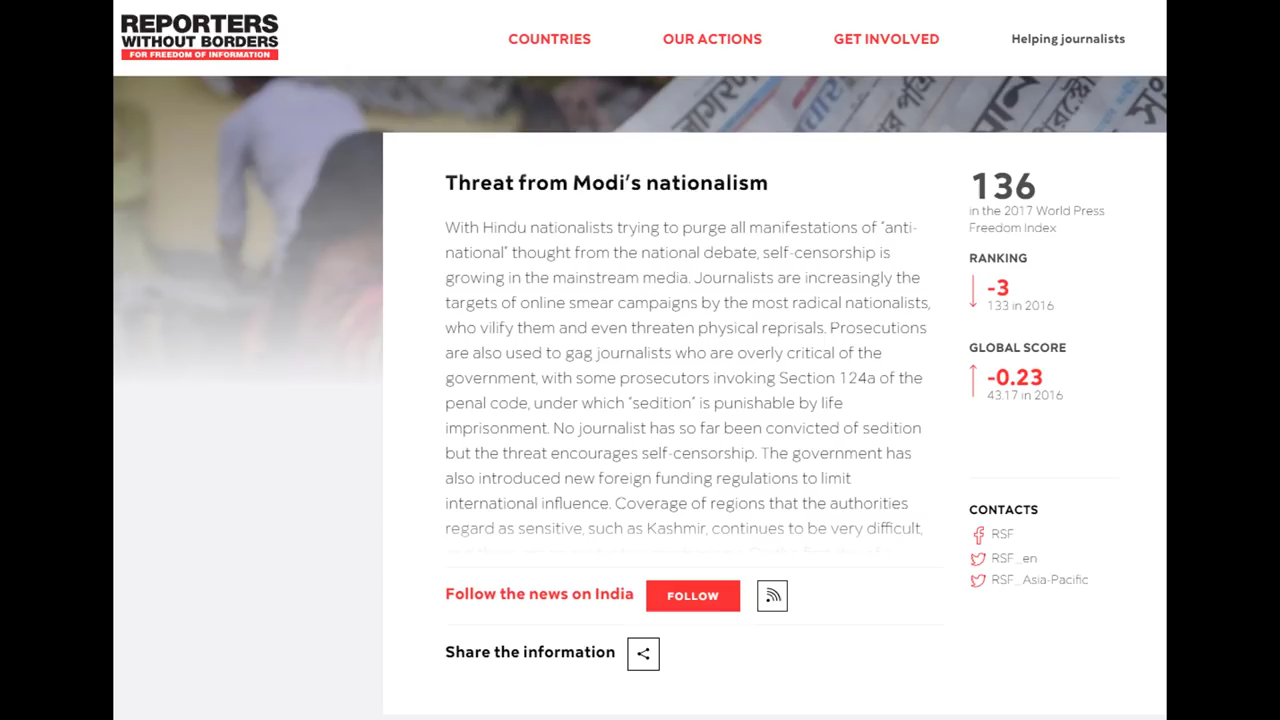 REPORTERS
WITHOUT BORDERS
FOR FREEDOM OF INFORMATION
COUNTRIES
OUR ACTIONS
GET INVOLVED
Helping journalists
Threat from Modi's nationalism
With Hindu nationalists trying to purge all manifestations of "anti-
national" thought from the national debate, self-censorship is
growing in the mainstream media. Journalists are increasingly the
targets of online smear campaigns by the most radical nationalists,
who vilify them and even threaten physical reprisals. Prosecutions
are also used to gag journalists who are overly critical of the
government, with some prosecutors invoking Section 124a of the
penal code, under which "sedition" is punishable by life
imprisonment. No journalist has so far been convicted of sedition
but the threat encourages self-censorship. The government has
also introduced new foreign funding regulations to limit
international influence. Coverage of regions that the authorities
regard as sensitive, such as Kashmir, continues to be very difficult,
Follow the news on India
FOLLOW
Share the information
136
in the 2017 World Press
Freedom Index
RANKING
-3
133 in 2016
GLOBAL SCORE
-0.23
43.17 in 2016
CONTACTS
RSF
RSF_en
RSF_Asia-Pacific